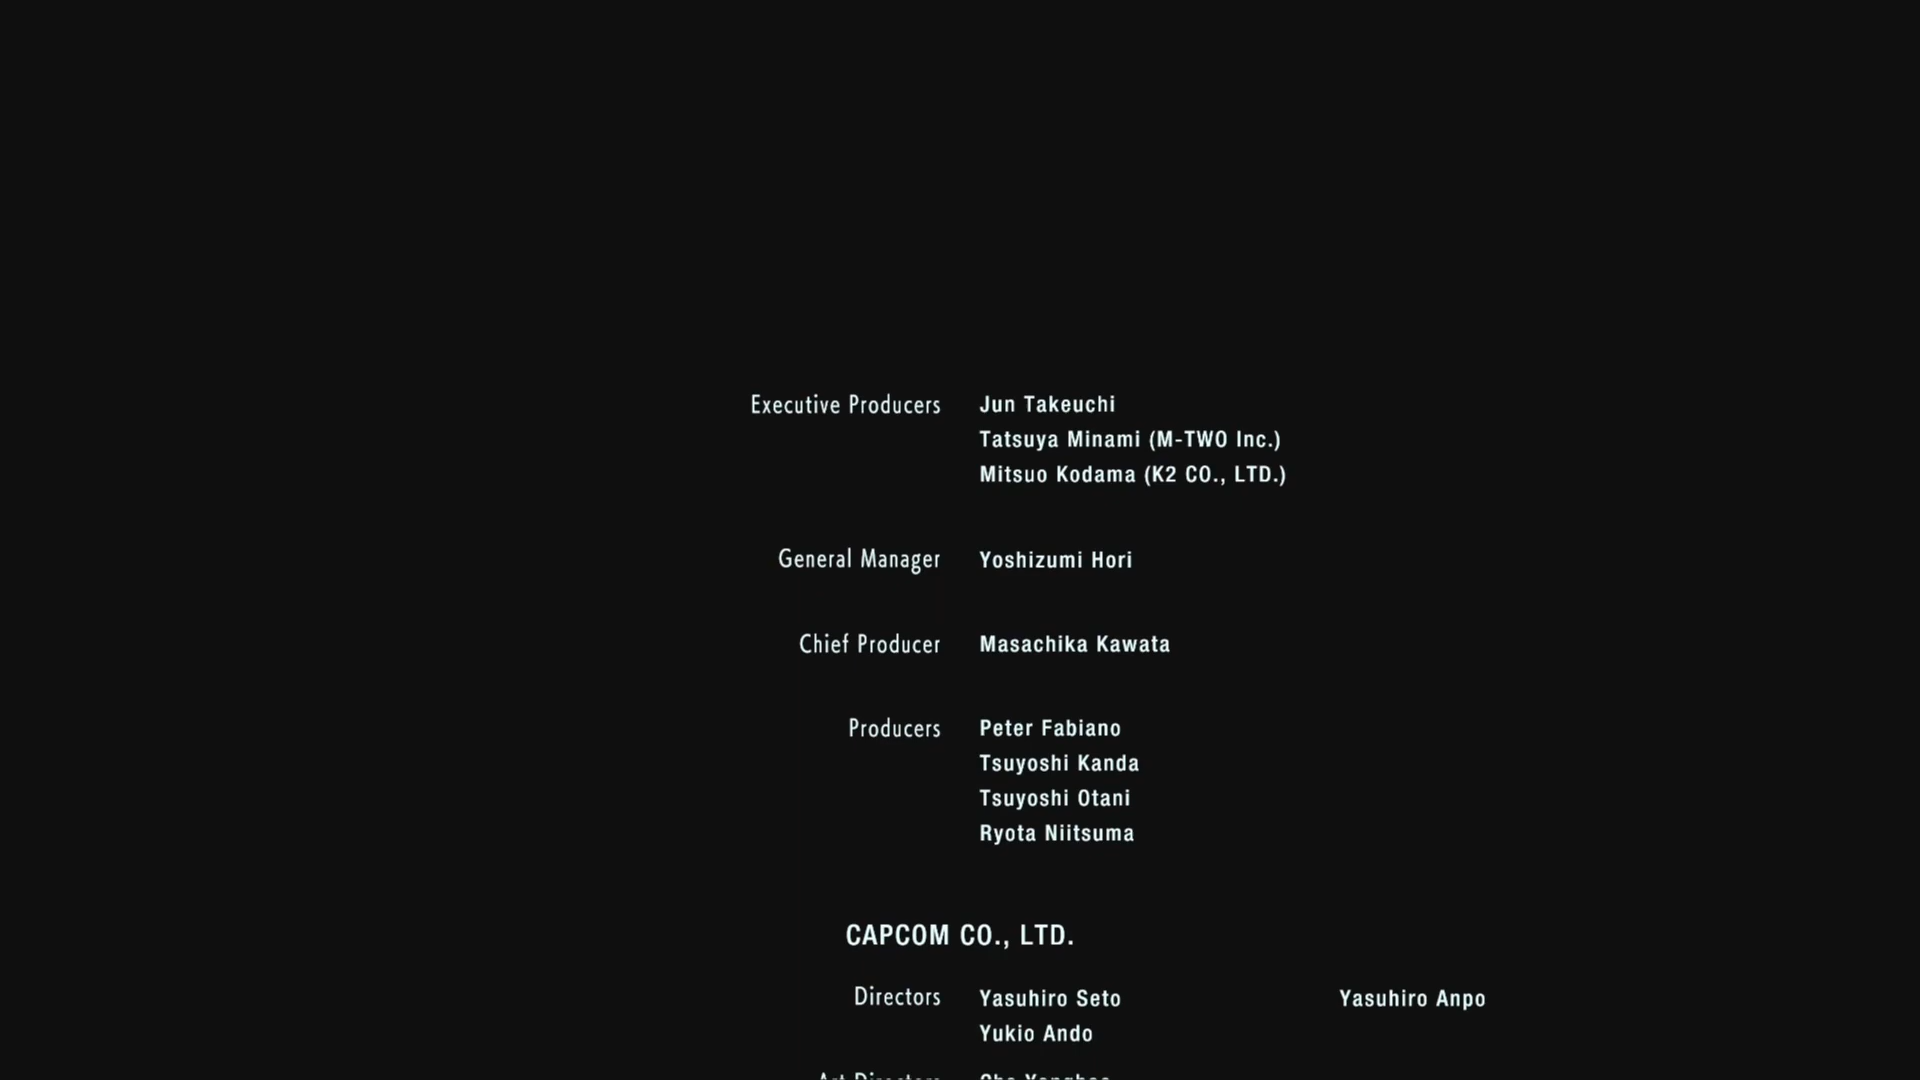 Executive Producers Jun Takeuchi
Tatsuya Minami (M-TWO Inc.)
Mitsuo Kodama (K2 CO., LTD.)
General Manager Yoshizumi Hori
Chief Producer Masachika Kawata
Producers Peter Fabiano
Tsuyoshi Kanda
Tsuyoshi Otani
Ryota Niitsuma
CAPCOM CO., LTD.
Directors Yasuhiro Seto Yasuhiro Anpo
Yukio Ando
Art Directors